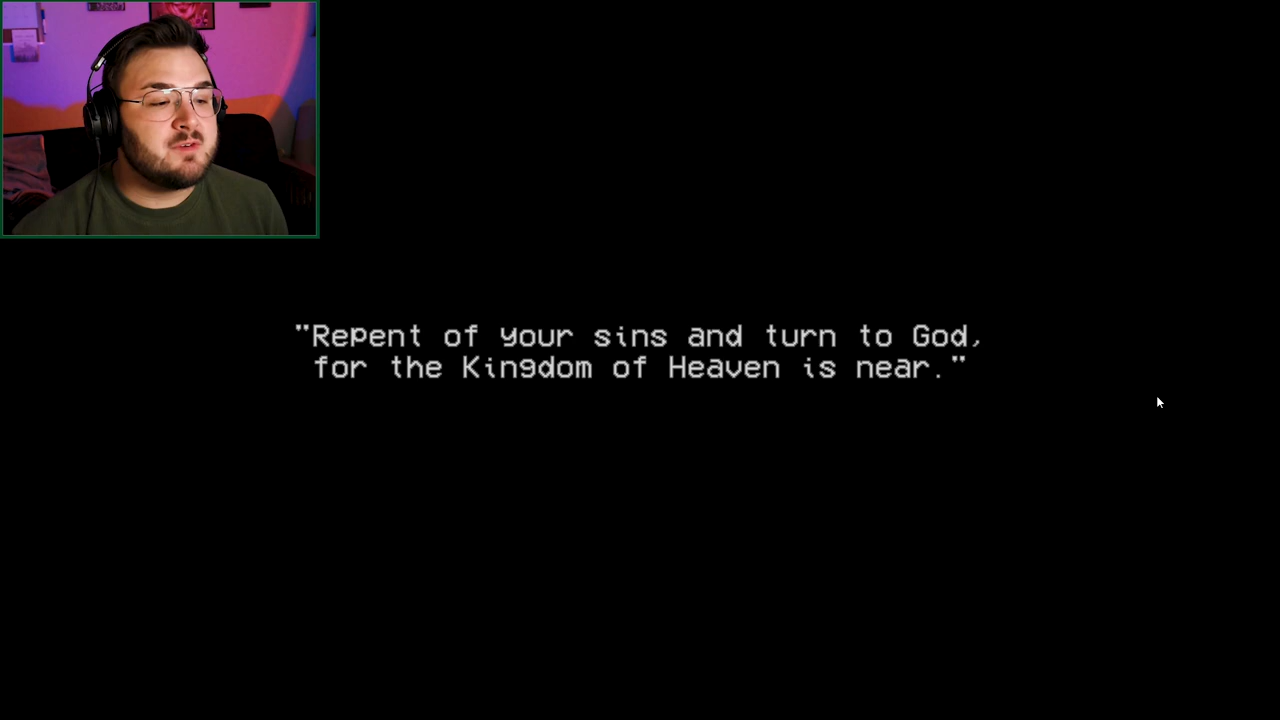 "Repent of your sins and turn to God,
for the Kingdom of Heaven is near."